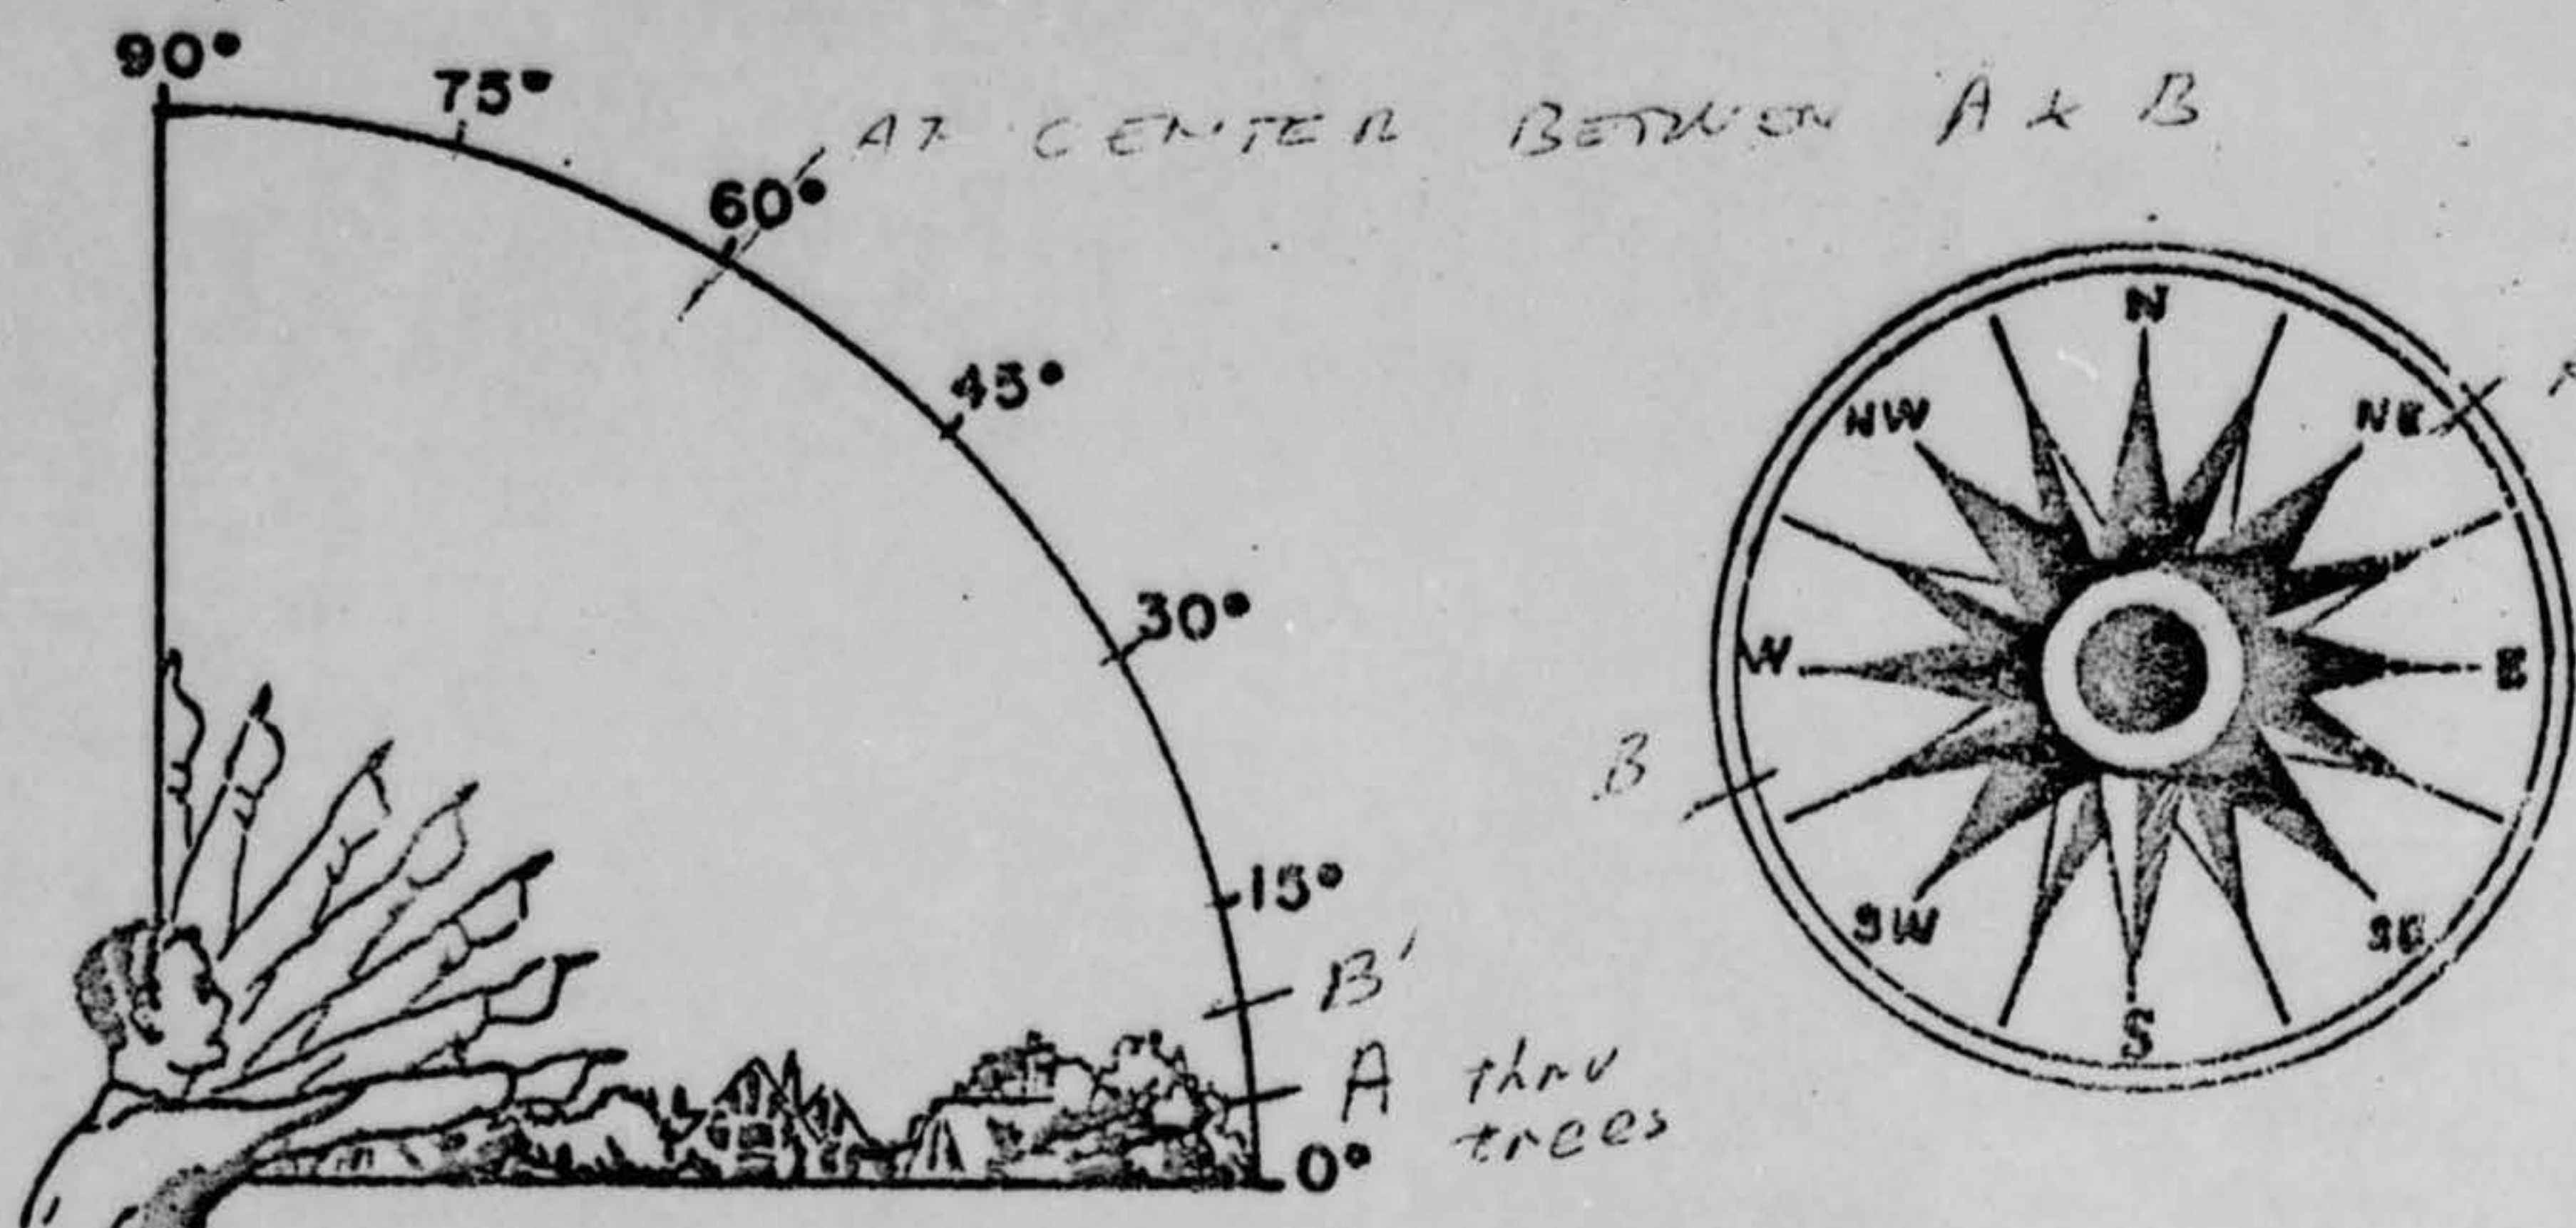 90°
75°
AT CENTER BETWEEN A & B
60°
45°
30°
15°
B'
A thru
trees
0°
N
NW
NE
W
E
B
SW
SE
S